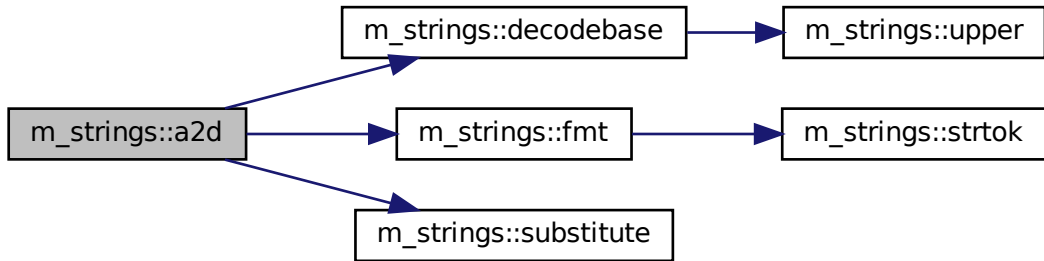 m_strings::decodebase
m_strings::upper
m_strings::a2d
m_strings::fmt
m_strings::strtok
m_strings::substitute